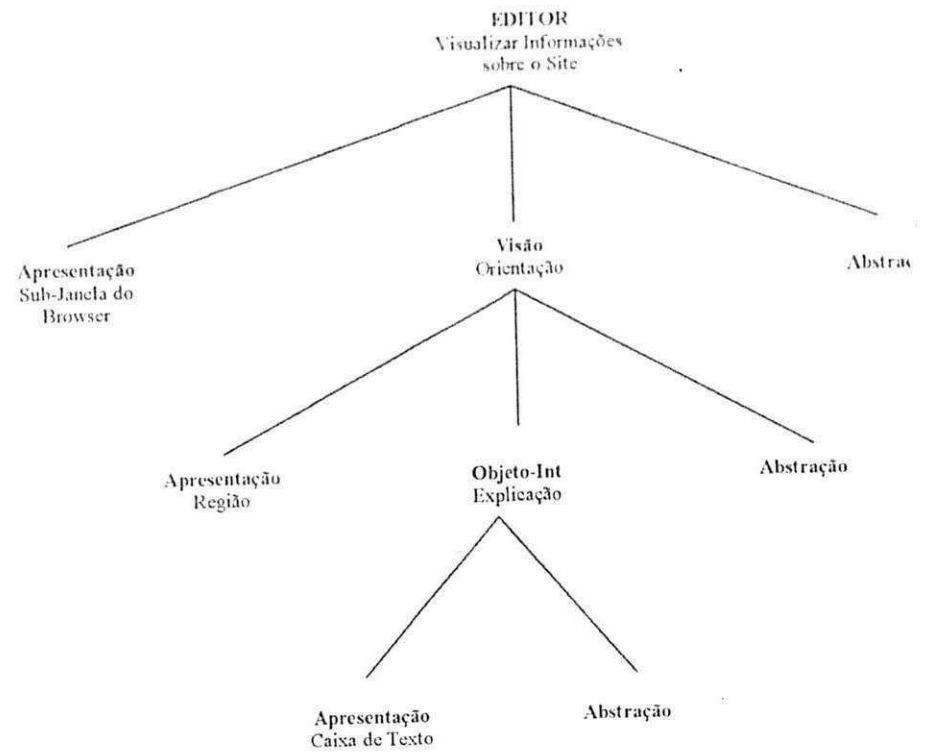 EDITOR
Visualizar Informações
sobre o Site
Apresentação
Sub-Janela do
Browser
Visão
Orientação
Abstraç
Apresentação
Região
Objeto-Int
Explicação
Abstração
Apresentação
Caixa de Texto
Abstração